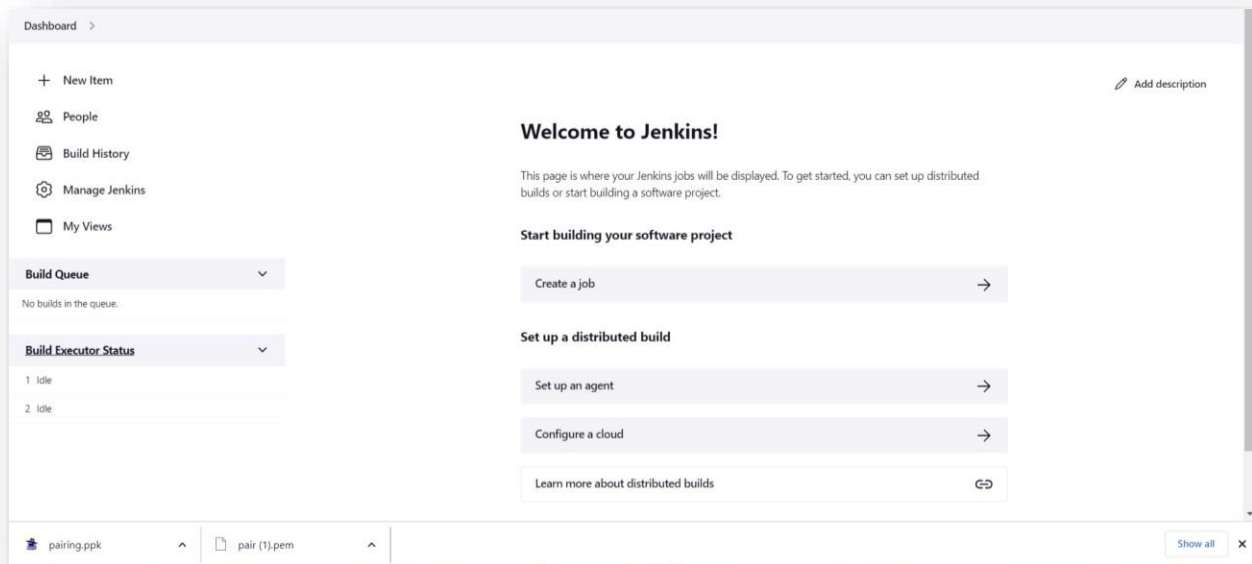 Dashboard >
New Item
People
Build History
Manage Jenkins
My Views
Build Queue
No builds in the queue.
Build Executor Status
1 Idle
2 Idle
Add description
Welcome to Jenkins!
This page is where your Jenkins jobs will be displayed. To get started, you can set up distributed
builds or start building a software project.
Start building your software project
Create a job
Set up a distributed build
Set up an agent
Configure a cloud
Learn more about distributed builds
pairing.ppk
pair (1).pem
Show all